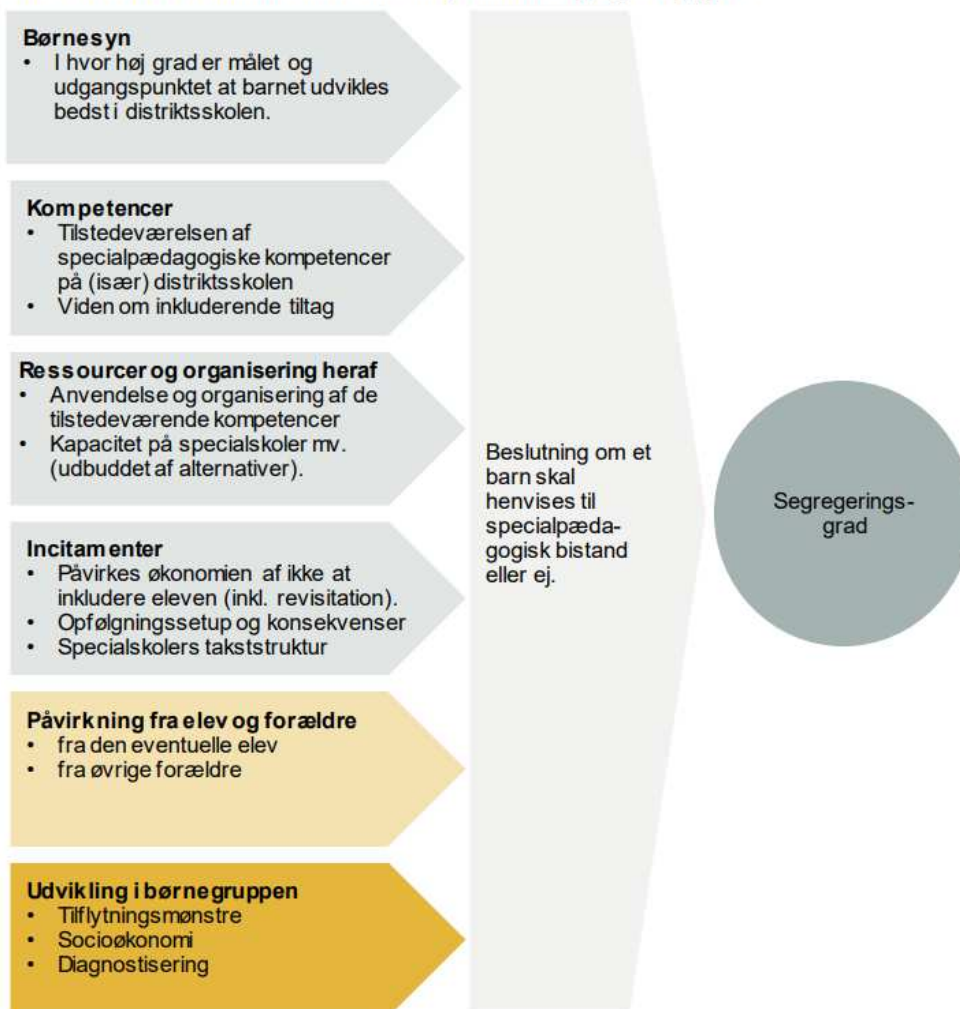 Børnesyn
• I hvor høj grad er målet og
udgangspunktet at barnet udvikles
bedst i distriktsskolen.
Kompetencer
• Tilstedeværelsen af
specialpædagogiske kompetencer
på (især) distriktsskolen
• Viden om inkluderende tiltag
Ressourcer og organisering heraf
• Anvendelse og organisering af de
tilstedeværende kompetencer
• Kapacitet på specialskoler mv.
(udbuddet af alternativer).
Incitamenter
• Påvirkes økonomien af ikke at
inkludere eleven (inkl. revisitation).
• Opfølgningssetup og konsekvenser
• Specialskolers takststruktur
Påvirkning fra elev og forældre
• fra den eventuelle elev
• fra øvrige forældre
Udvikling i børnegruppen
• Tilflytningsmønstre
• Socioøkonomi
• Diagnostisering
Beslutning om et
barn skal
henvises til
specialpæda-
gogisk bistand
eller ej.
Segregerings-
grad